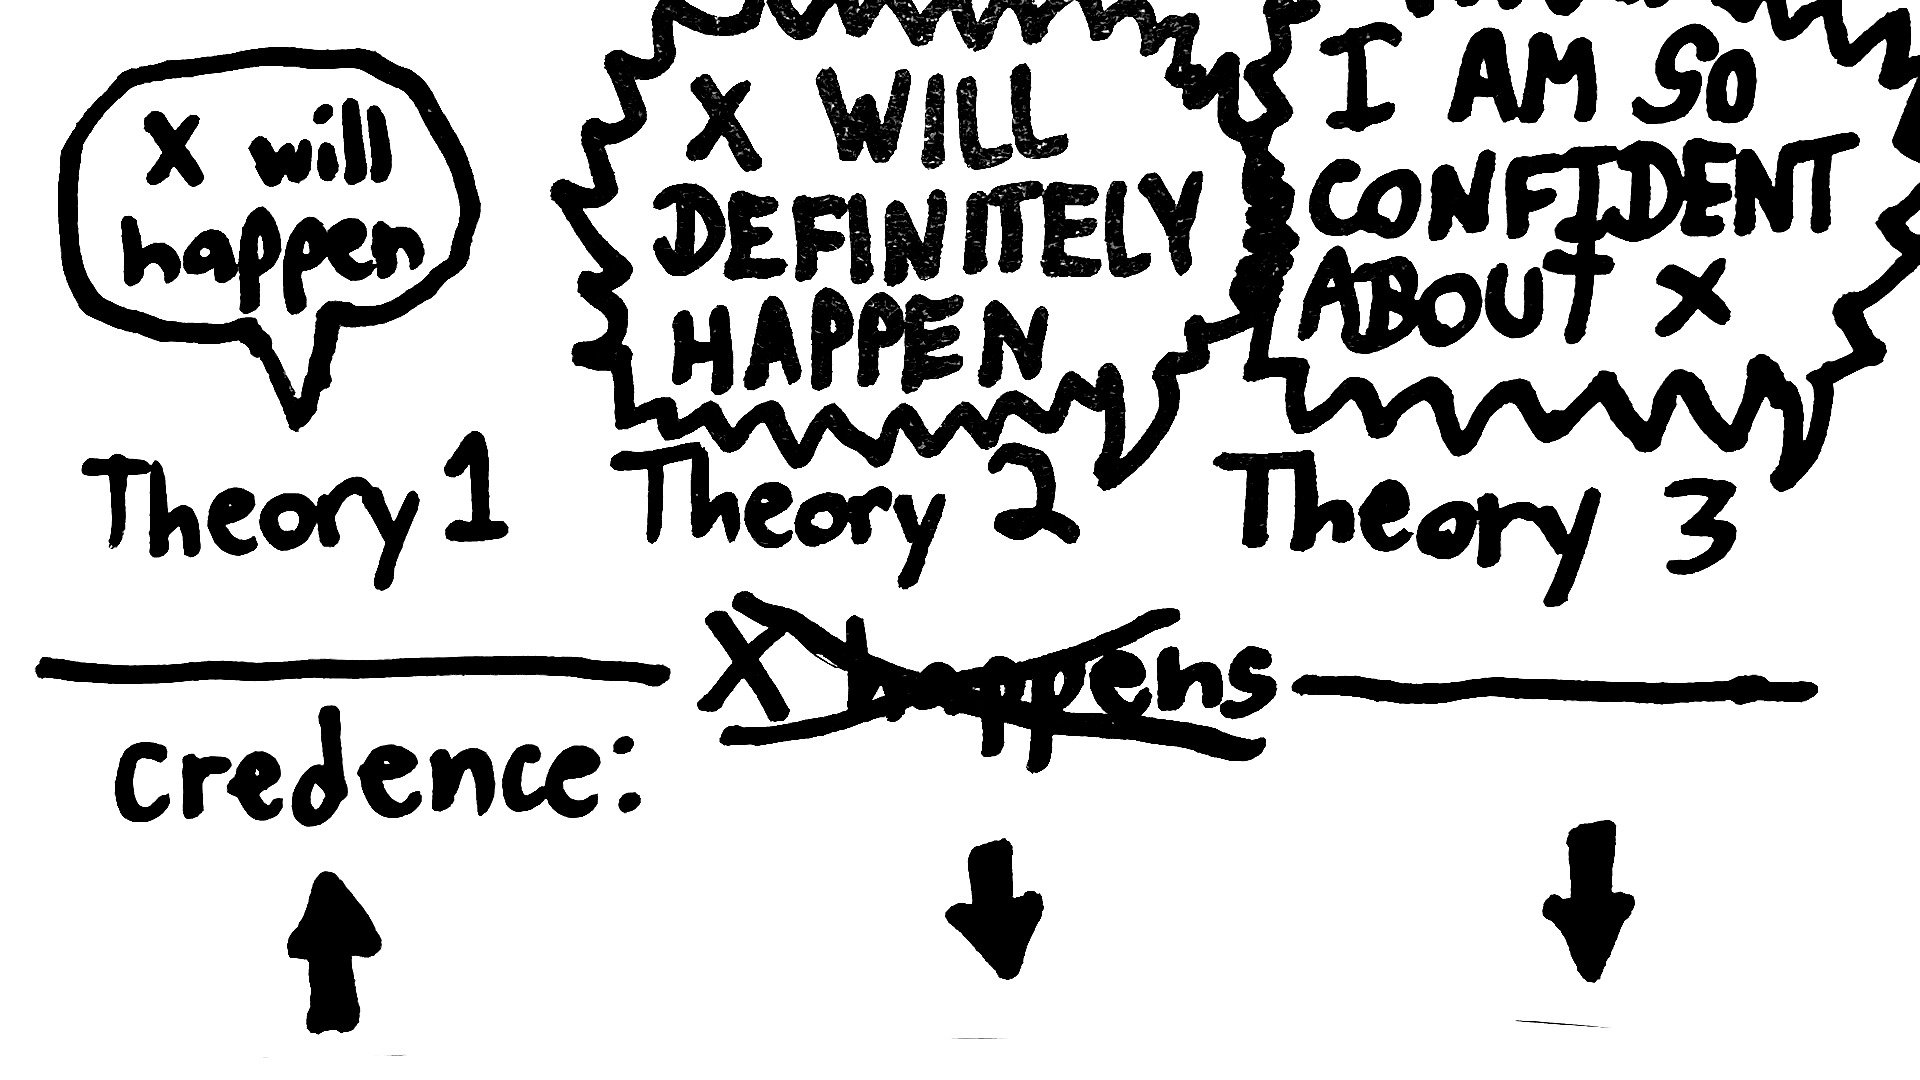 X will
happen
X WILL
DEFINITELY
HAPPEN
I AM SO
CONFIDENT
ABOUT X
Theory 1
Theory 2
Theory 3
X happens
Credence: